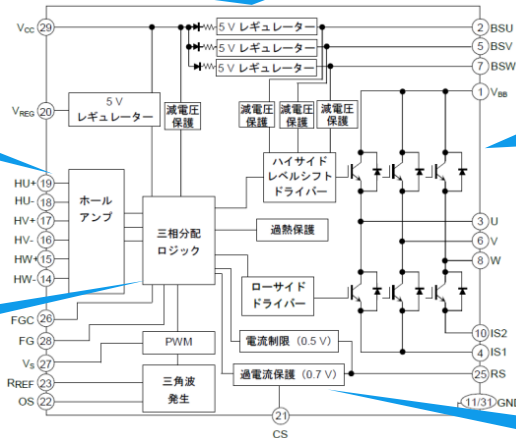 VCC 29
5 V レギュレーター
2 BSU
5 V レギュレーター
5 BSV
5 V レギュレーター
7 BSW
1 VBB
VREG 20
5 V
レギュレーター
減電圧
保護
減電圧
保護
減電圧
保護
減電圧
保護
ハイサイド
レベルシフト
ドライバー
HU+ 19
HU- 18
HV+ 17
HV- 16
HW+ 15
HW- 14
ホール
アンプ
三相分配
ロジック
過熱保護
3 U
6 V
8 W
ローサイド
ドライバー
FGC 26
FG 28
VS 27
RREF 23
OS 22
PWM
三角波
発生
電流制限 (0.5 V)
過電流保護 (0.7 V)
10 IS2
4 IS1
25 RS
11/31 GND
21
CS